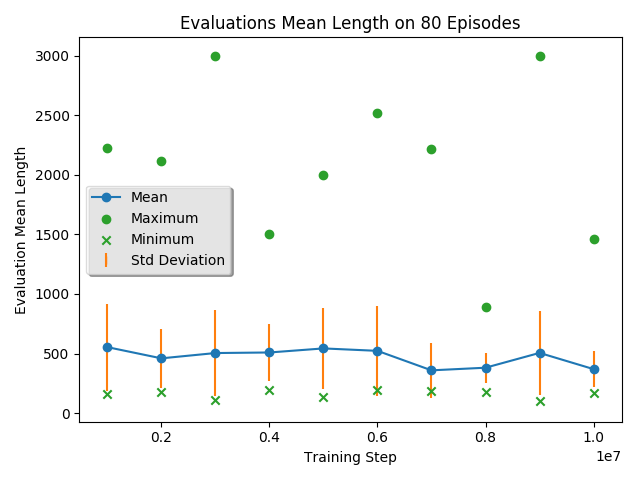 Evaluations Mean Length on 80 Episodes
Evaluation Mean Length
3000
2500
2000
1500
1000
500
0
Mean
Maximum
Minimum
Std Deviation
0.2
0.4
0.6
0.8
1.0
1e7
Training Step